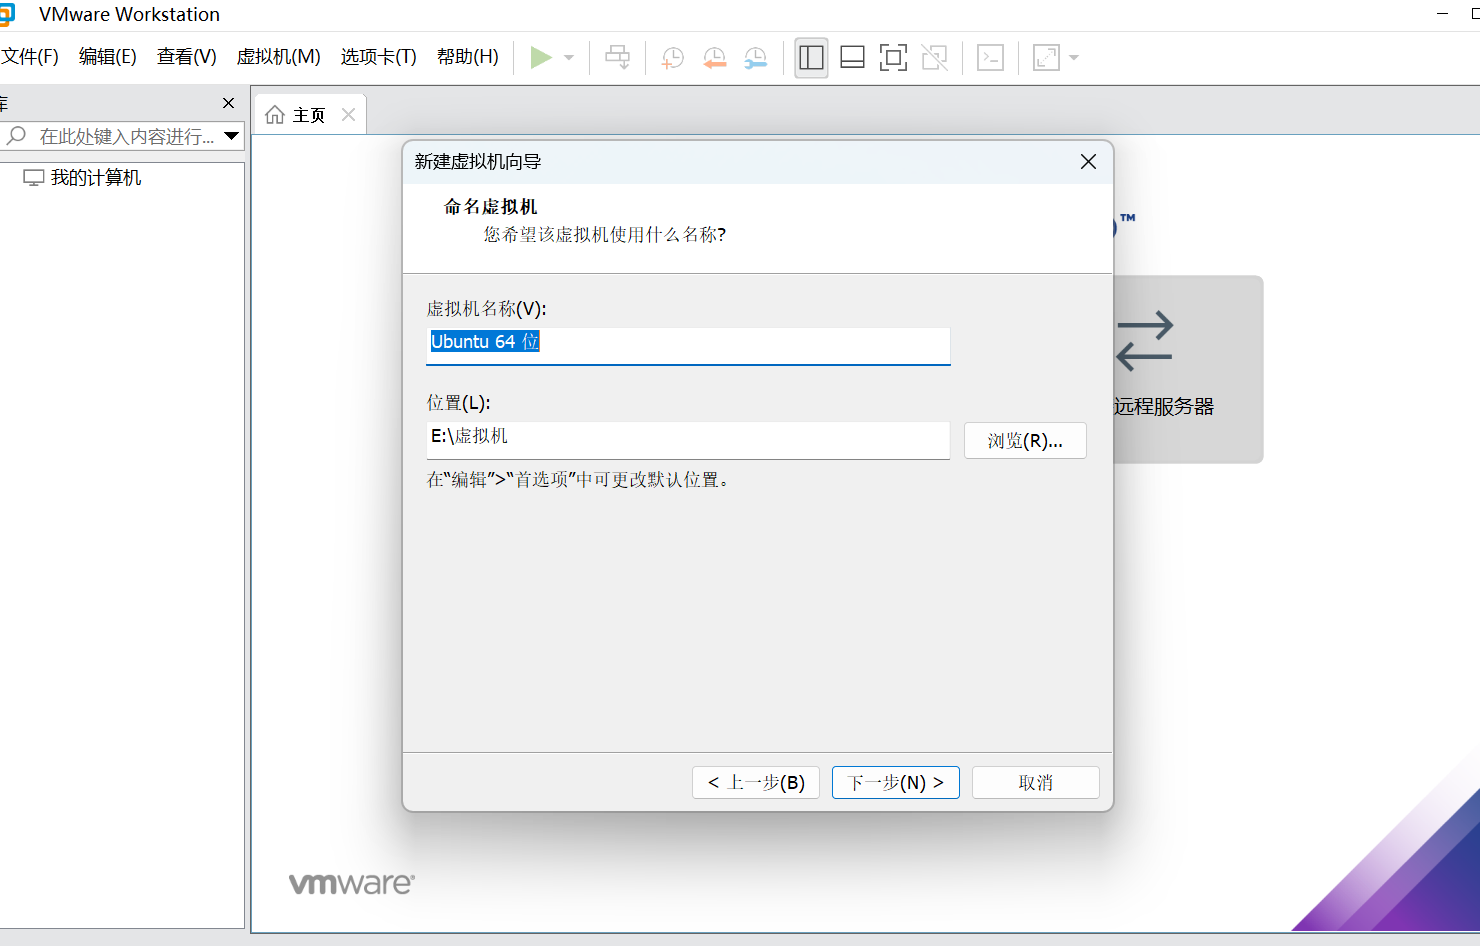 VMware Workstation
文件(F) 编辑(E) 查看(V) 虚拟机(M) 选项卡(T) 帮助(H)
库
主页
在此处键入内容进行...
我的计算机
新建虚拟机向导
命名虚拟机
您希望该虚拟机使用什么名称?
TM
虚拟机名称(V):
Ubuntu 64 位
位置(L):
E:\虚拟机
浏览(R)...
远程服务器
在“编辑”>“首选项”中可更改默认位置。
< 上一步(B) 下一步(N) > 取消
vmware®